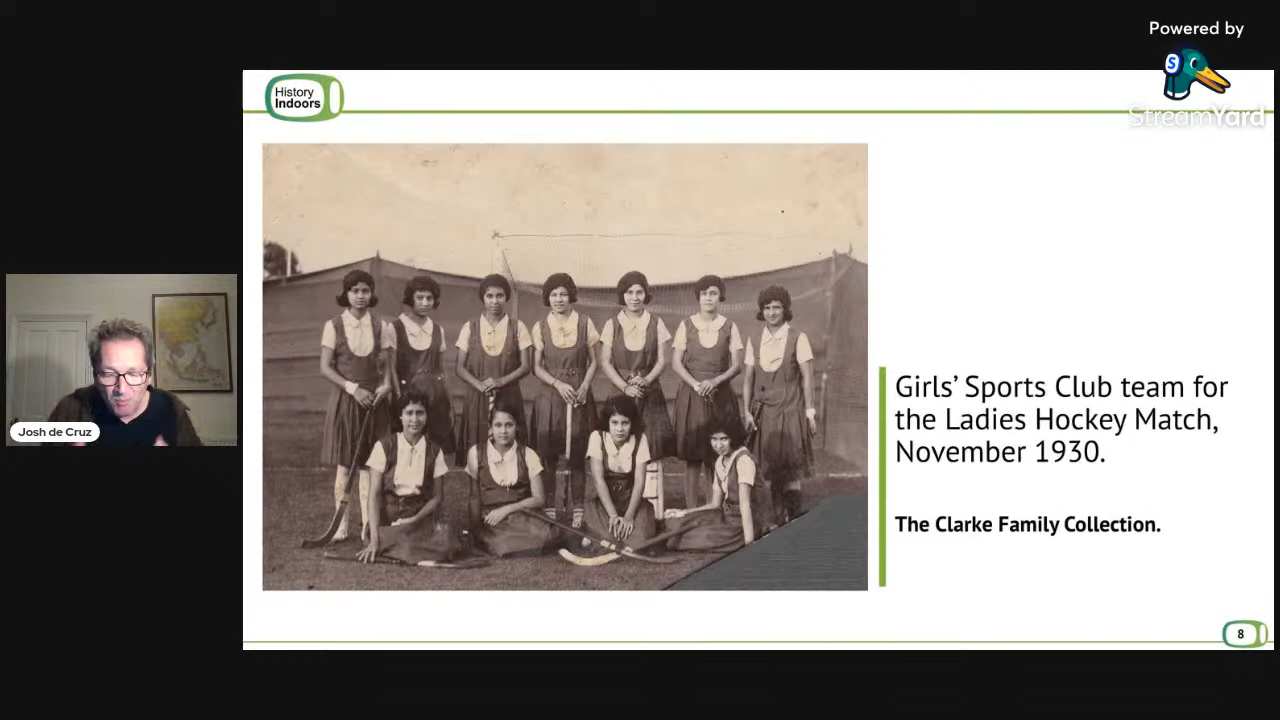 Powered by
S
StreamYard
History
Indoors
Josh de Cruz
Girls’ Sports Club team for
the Ladies Hockey Match,
November 1930.
The Clarke Family Collection.
8